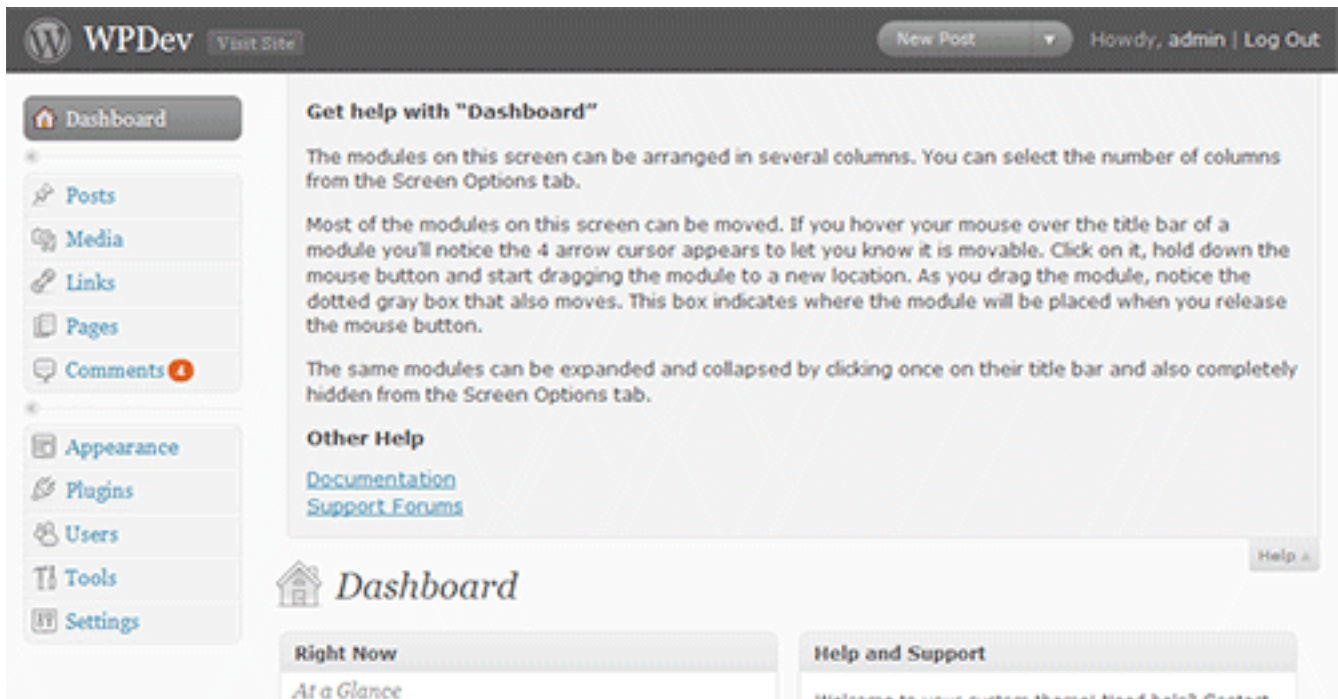 WPDev Visit Site New Post Howdy, admin | Log Out
Dashboard
Posts
Media
Links
Pages
Comments 4
Appearance
Plugins
Users
Tools
Settings
Get help with "Dashboard"
The modules on this screen can be arranged in several columns. You can select the number of columns
from the Screen Options tab.
Most of the modules on this screen can be moved. If you hover your mouse over the title bar of a
module you'll notice the 4 arrow cursor appears to let you know it is movable. Click on it, hold down the
mouse button and start dragging the module to a new location. As you drag the module, notice the
dotted gray box that also moves. This box indicates where the module will be placed when you release
the mouse button.
The same modules can be expanded and collapsed by clicking once on their title bar and also completely
hidden from the Screen Options tab.
Other Help
Documentation
Support Forums
Help
Dashboard
Right Now
At a Glance
Help and Support
Welcome to your custom theme! Need help? Contact